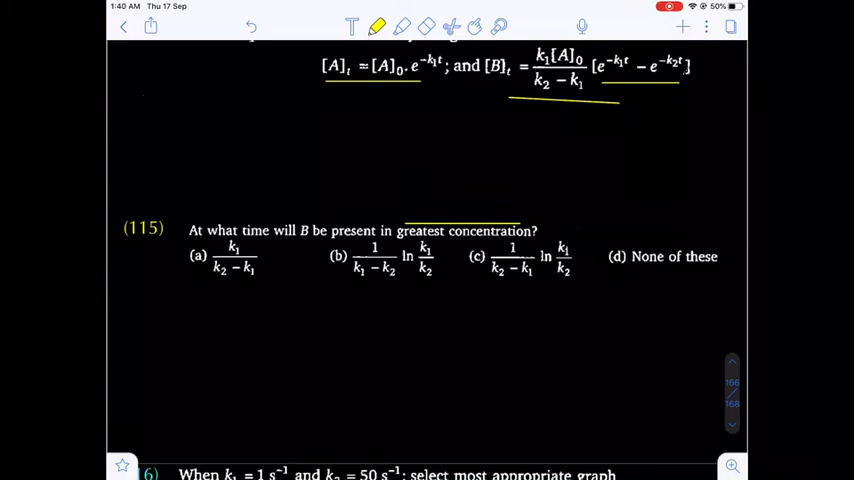 1:40 AM Thu 17 Sep 50%
[A]ₜ = [A]₀ . e^{-k₁t}; and [B]ₜ = k₁[A]₀ / (k₂ – k₁) [e^{-k₁t} – e^{-k₂t}]
(115) At what time will B be present in greatest concentration?
(a) k₁ / (k₂ – k₁) (b) 1 / (k₁ – k₂) ln k₁ / k₂ (c) 1 / (k₂ – k₁) ln k₁ / k₂ (d) None of these
166
/
168
6) When k₁ = 1 s⁻¹ and k₂ = 50 s⁻¹; select most appropriate graph